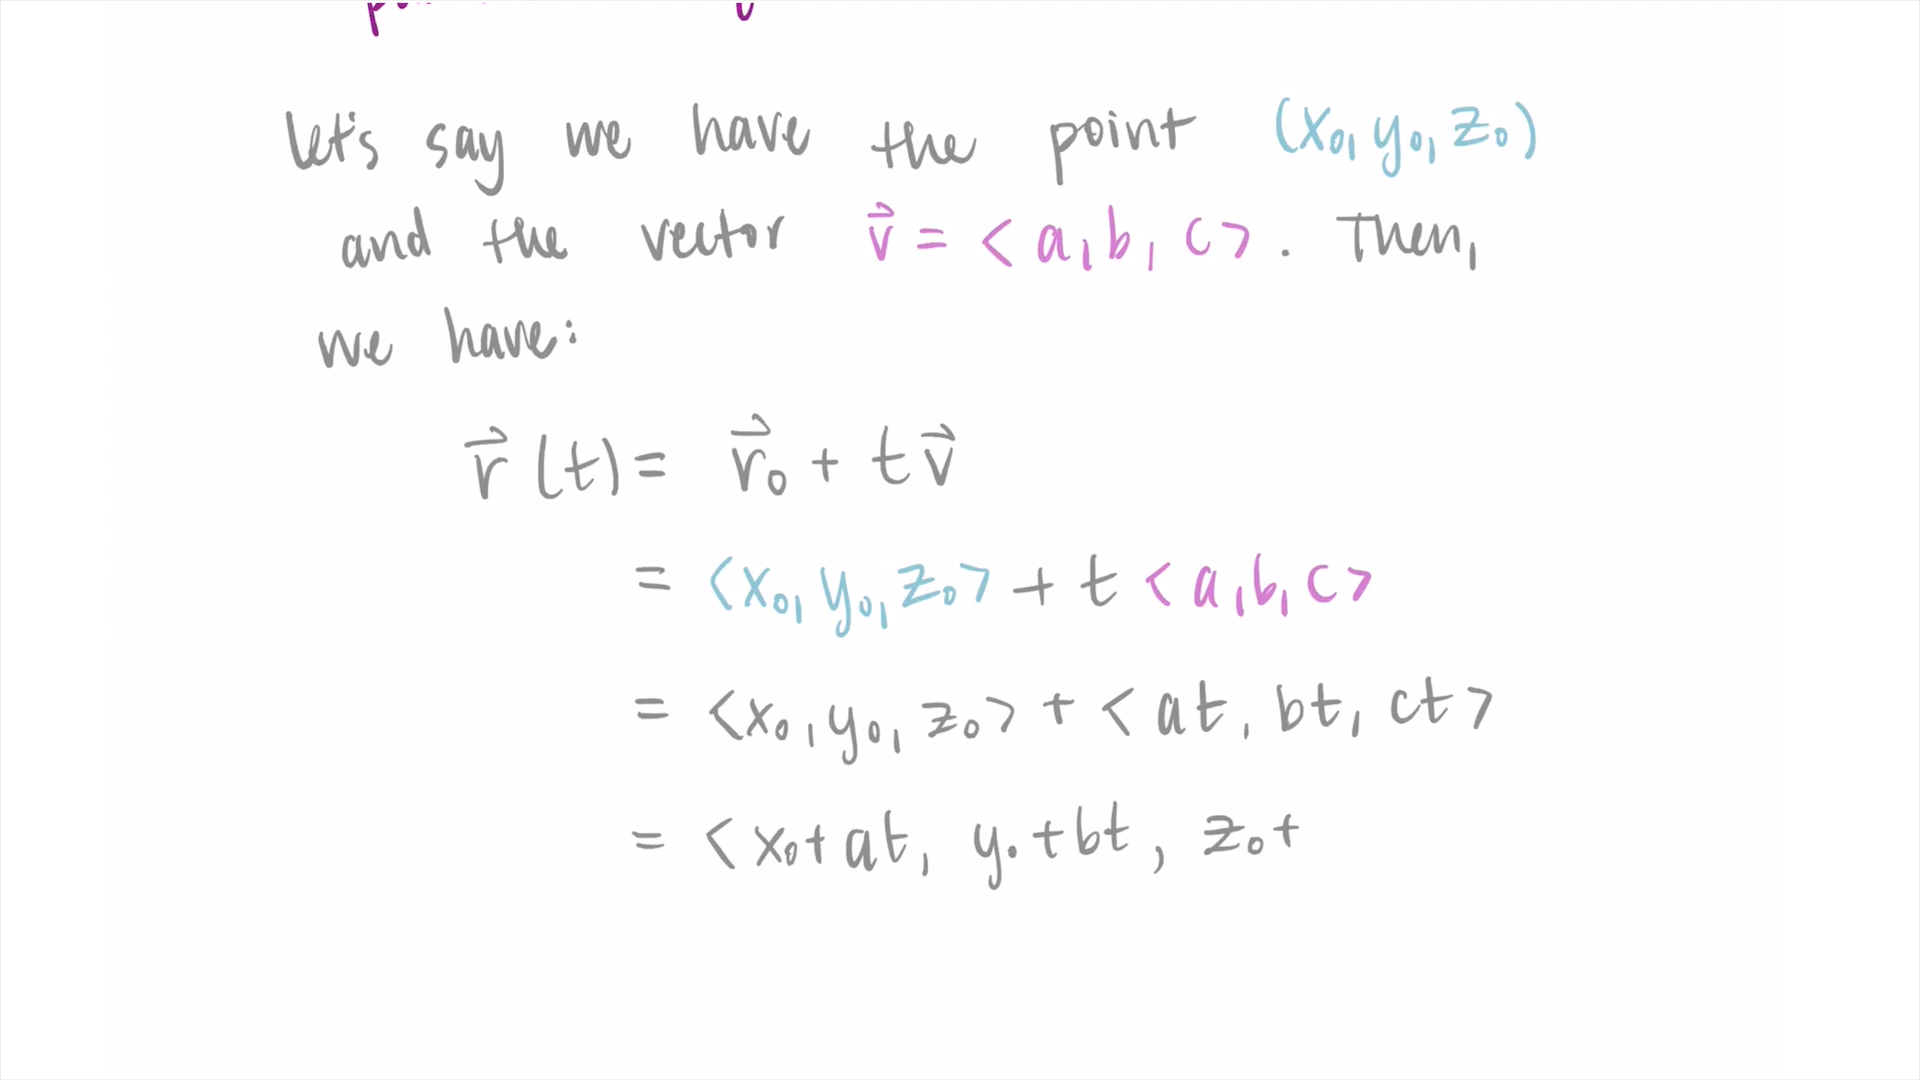 let's say we have the point (x₀, y₀, z₀)
and the vector v⃗ = <a, b, c>. Then,
we have:
r⃗(t) = r⃗₀ + t v⃗
= <x₀, y₀, z₀> + t <a, b, c>
= <x₀, y₀, z₀> + <at, bt, ct>
= <x₀+at, y₀+bt, z₀+